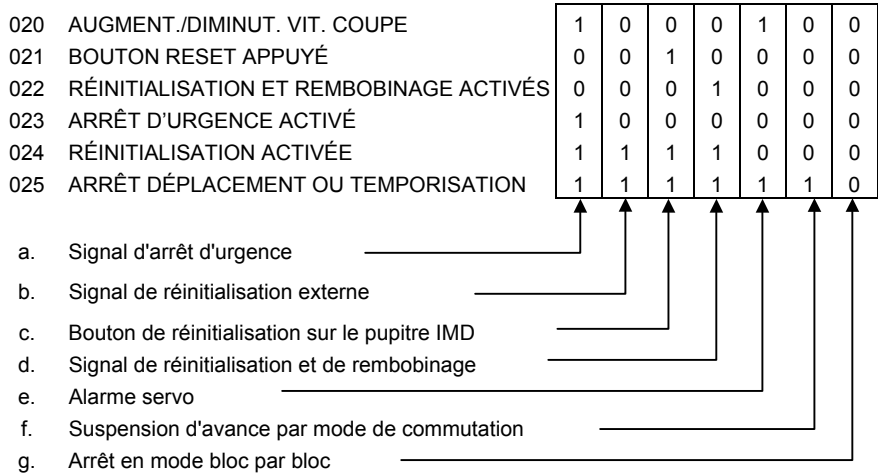 020 AUGMENT./DIMINUT. VIT. COUPE 1 0 0 0 1 0 0
021 BOUTON RESET APPUYÉ 0 0 1 0 0 0 0
022 RÉINITIALISATION ET REMBOBINAGE ACTIVÉS 0 0 0 1 0 0 0
023 ARRÊT D’URGENCE ACTIVÉ 1 0 0 0 0 0 0
024 RÉINITIALISATION ACTIVÉE 1 1 1 1 0 0 0
025 ARRÊT DÉPLACEMENT OU TEMPORISATION 1 1 1 1 1 1 0
a. Signal d'arrêt d'urgence
b. Signal de réinitialisation externe
c. Bouton de réinitialisation sur le pupitre IMD
d. Signal de réinitialisation et de rembobinage
e. Alarme servo
f. Suspension d'avance par mode de commutation
g. Arrêt en mode bloc par bloc